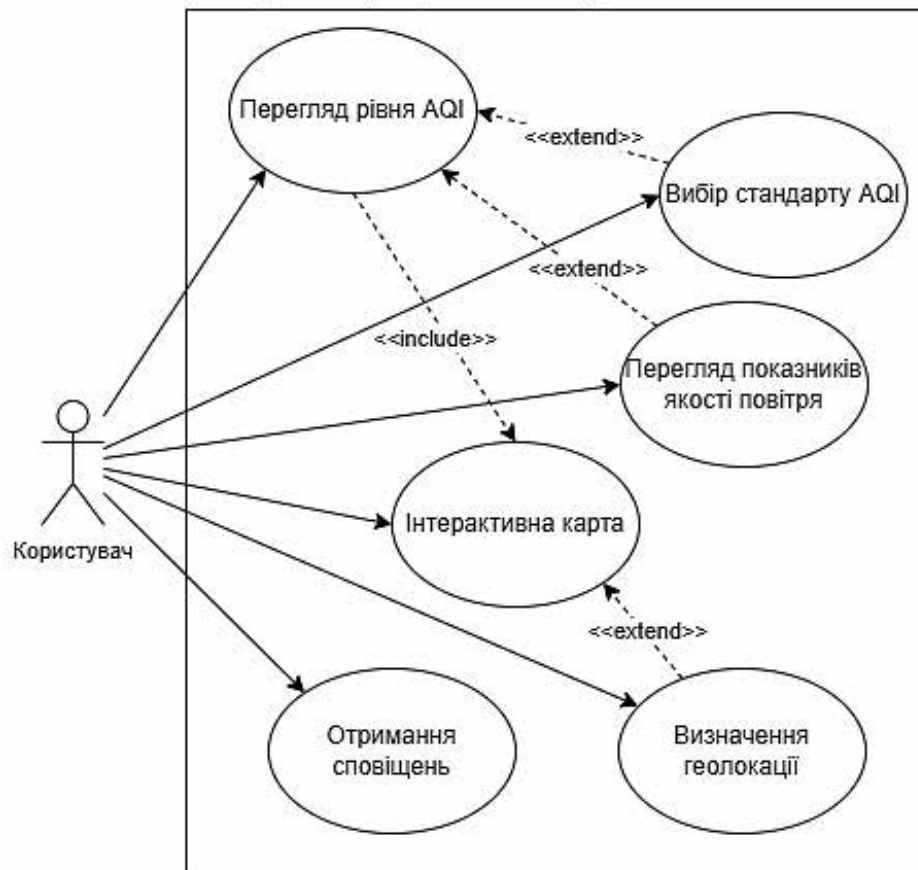 Перегляд рівня AQI
<<extend>>
Вибір стандарту AQI
<<extend>>
<<include>>
Перегляд показників
якості повітря
Інтерактивна карта
Користувач
<<extend>>
Отримання
сповіщень
Визначення
геолокації